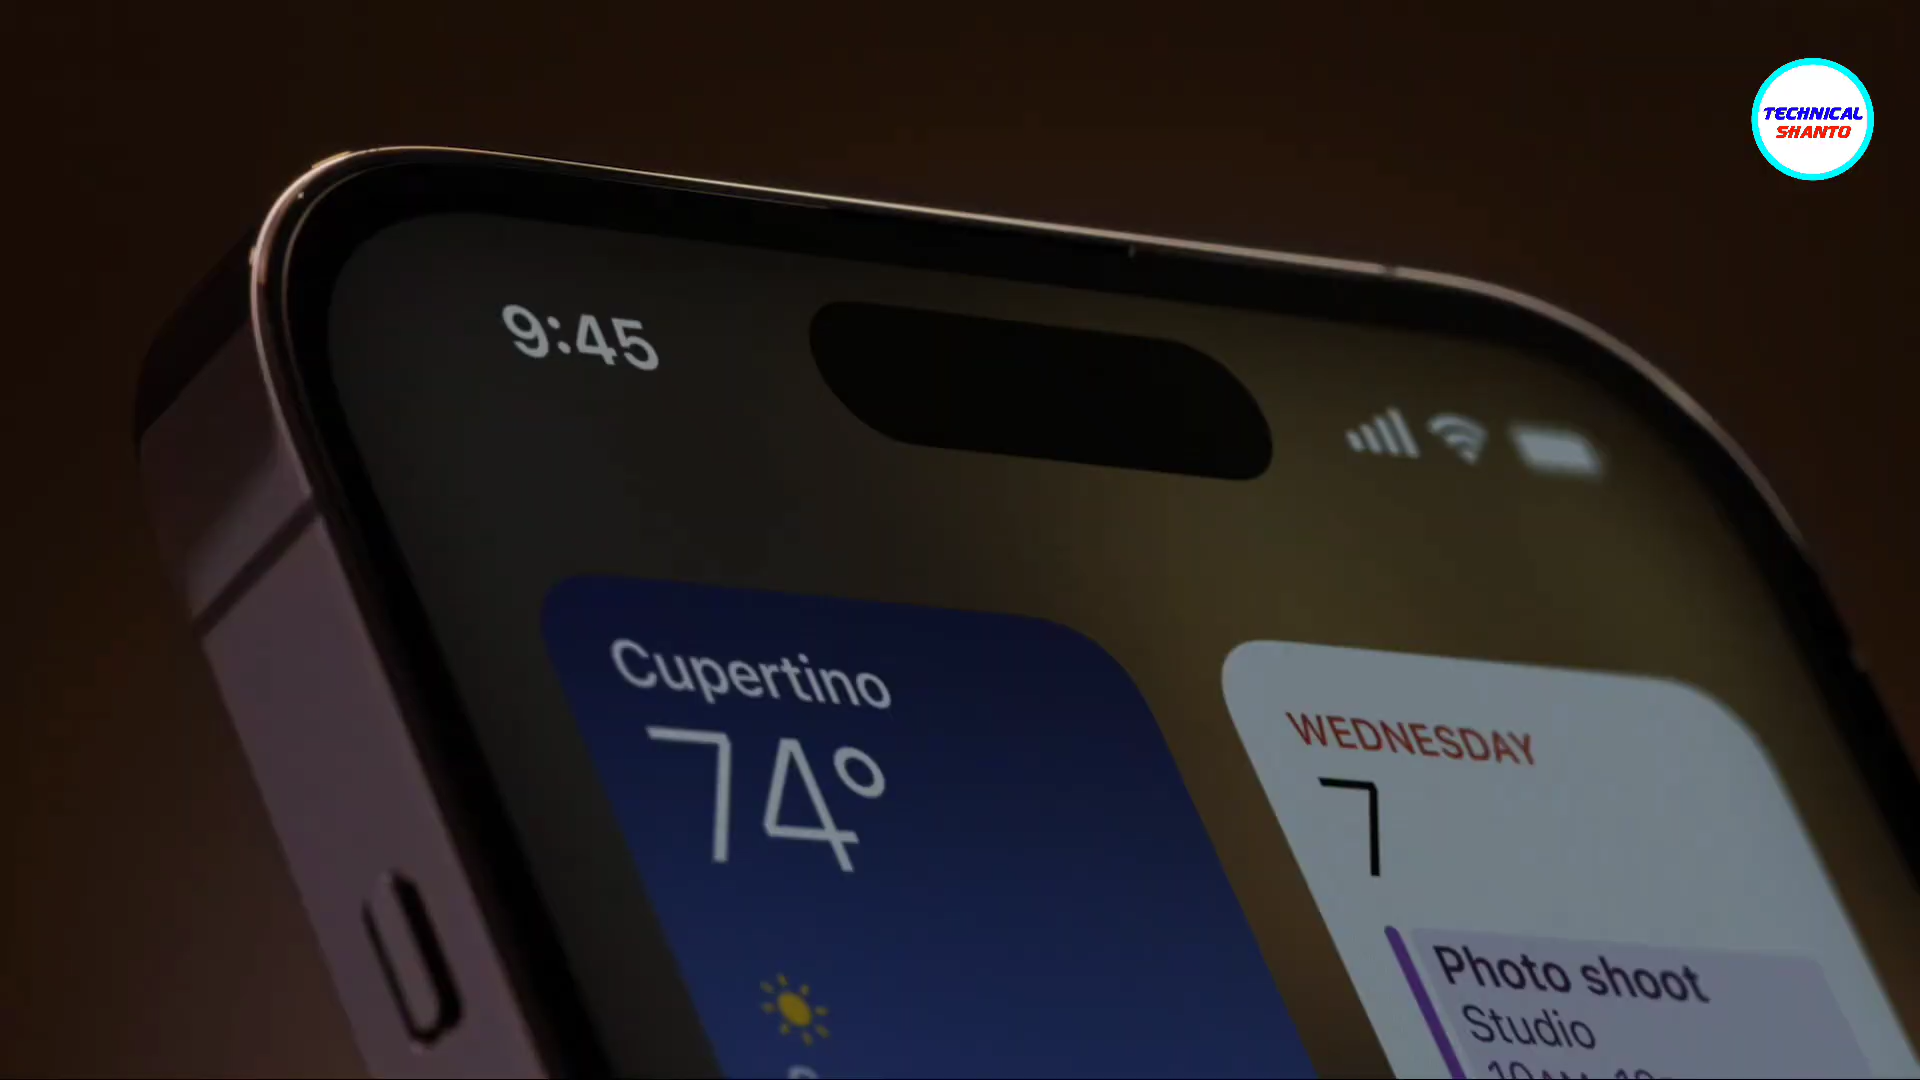 TECHNICAL
SHANTO
9:45
Cupertino
74°
WEDNESDAY
7
Photo shoot
Studio